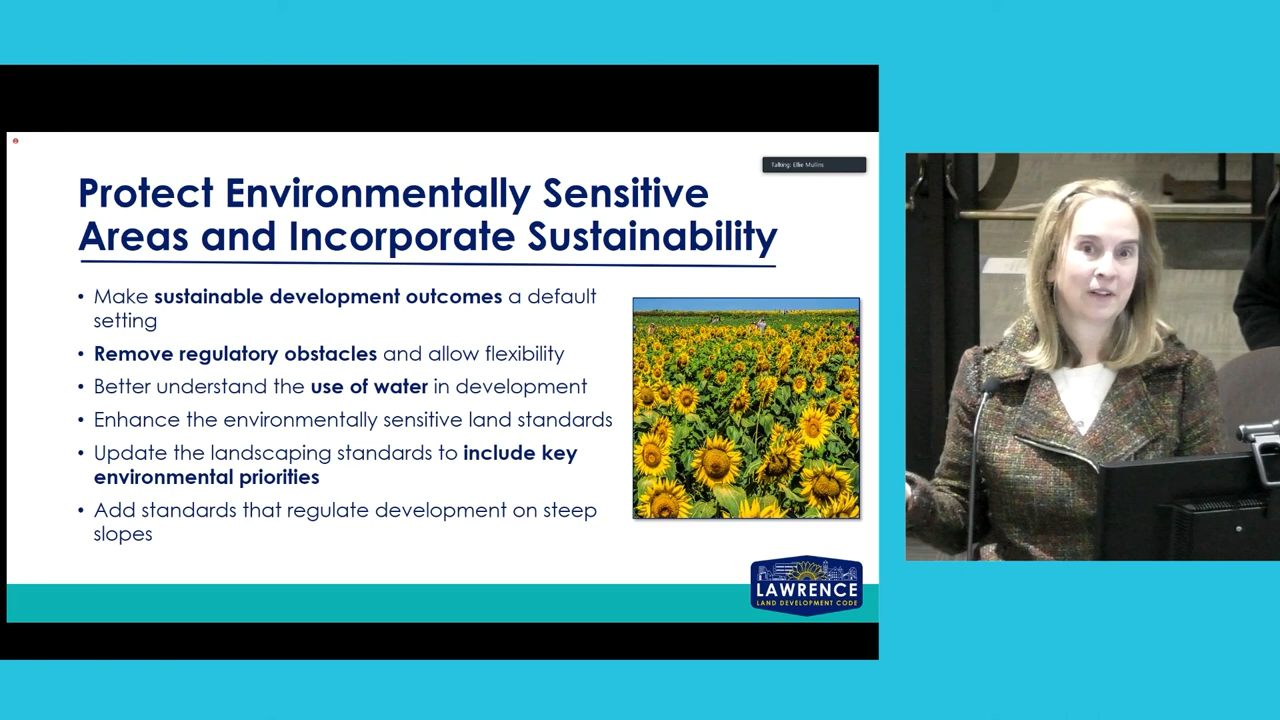 Talking: Ellie Mullins
Protect Environmentally Sensitive
Areas and Incorporate Sustainability
• Make sustainable development outcomes a default
setting
• Remove regulatory obstacles and allow flexibility
• Better understand the use of water in development
• Enhance the environmentally sensitive land standards
• Update the landscaping standards to include key
environmental priorities
• Add standards that regulate development on steep
slopes
LAWRENCE
LAND DEVELOPMENT CODE